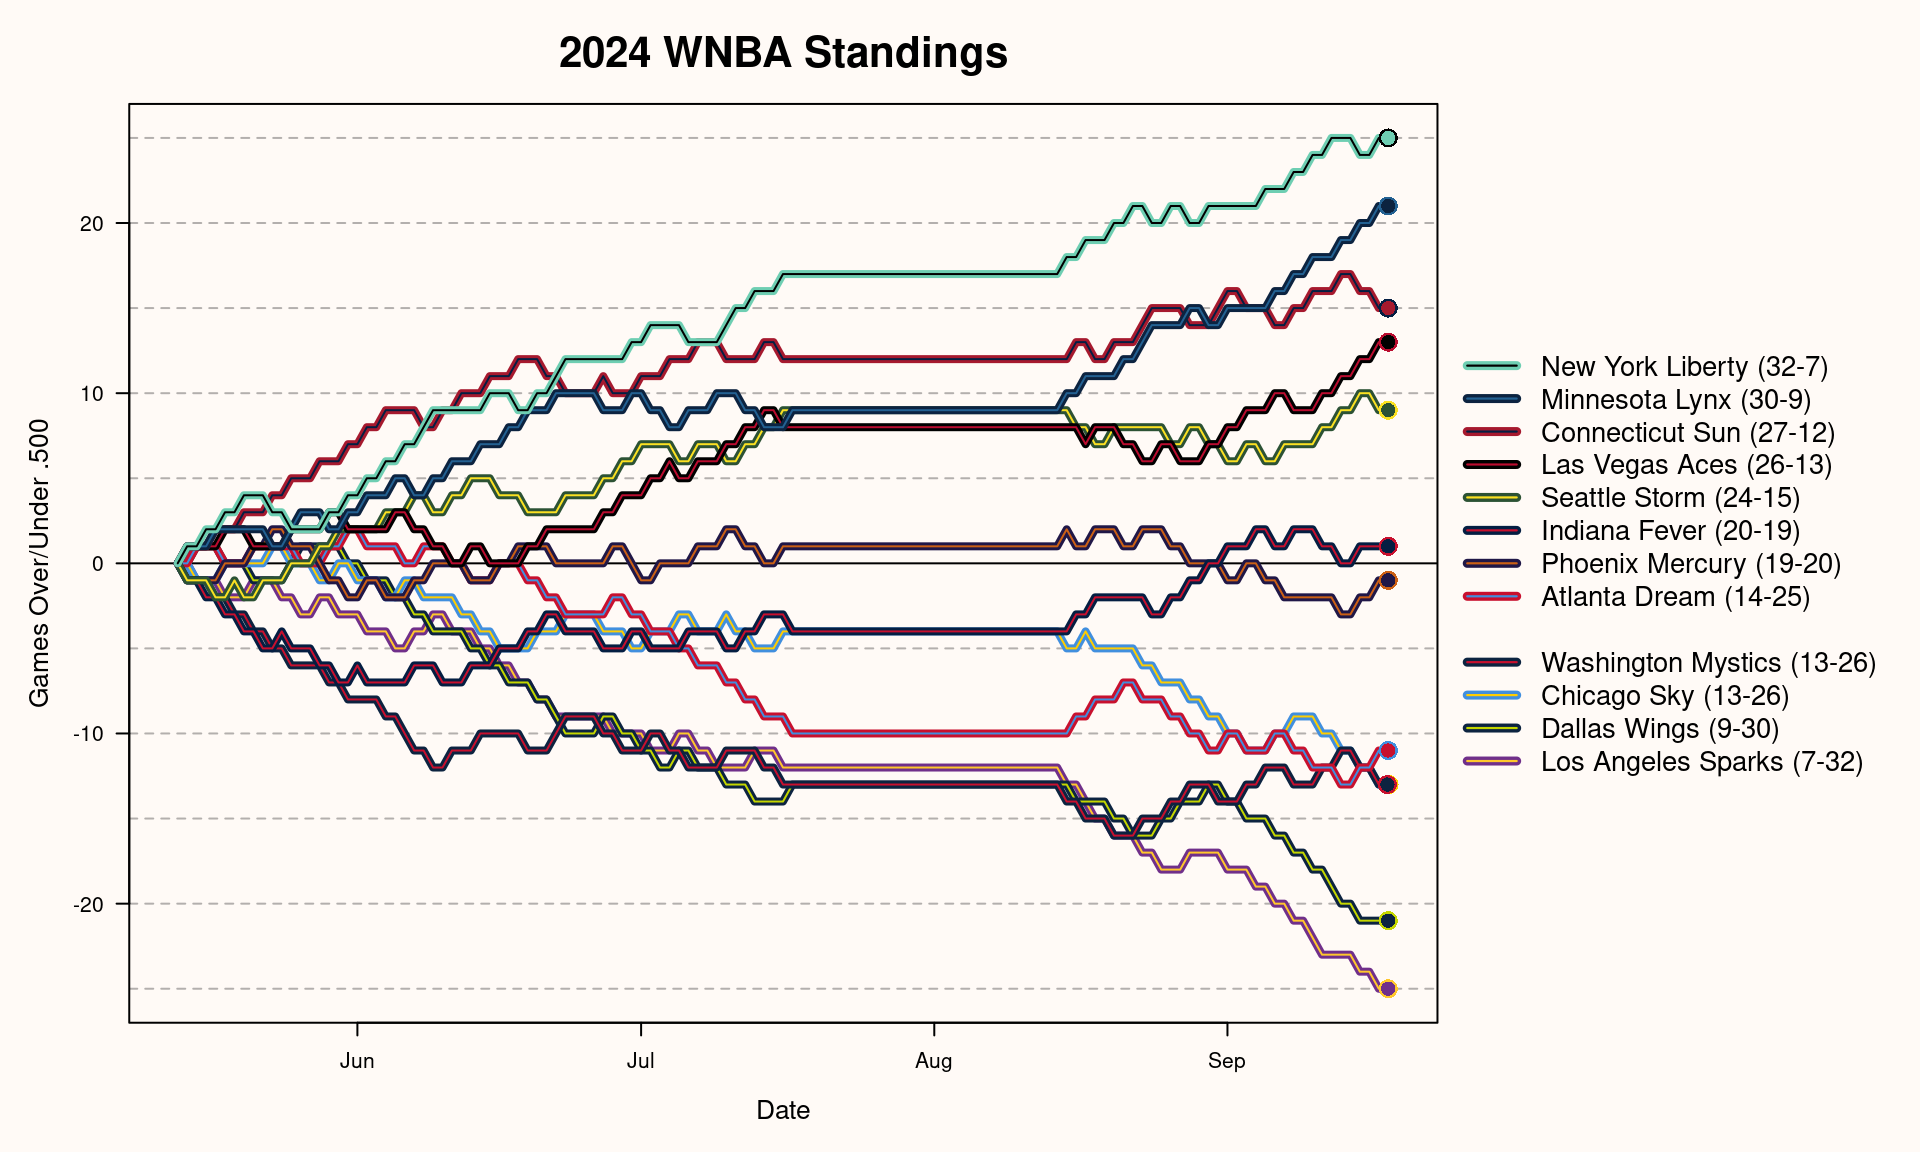 2024 WNBA Standings
Games Over/Under .500
20
10
0
-10
-20
Jun
Jul
Aug
Sep
Date
New York Liberty (32-7)
Minnesota Lynx (30-9)
Connecticut Sun (27-12)
Las Vegas Aces (26-13)
Seattle Storm (24-15)
Indiana Fever (20-19)
Phoenix Mercury (19-20)
Atlanta Dream (14-25)
Washington Mystics (13-26)
Chicago Sky (13-26)
Dallas Wings (9-30)
Los Angeles Sparks (7-32)